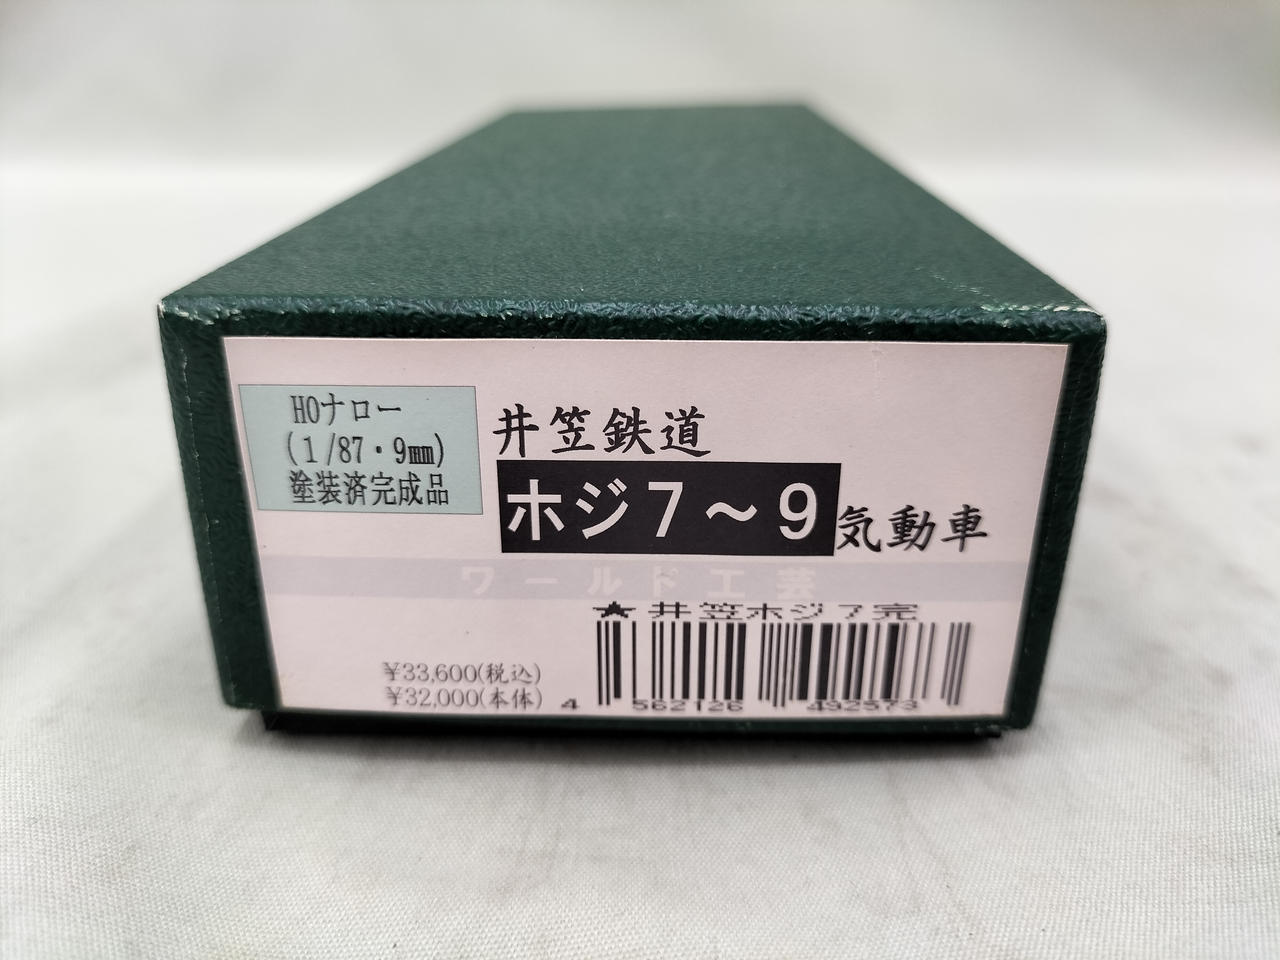 HOナロー
(1/87・9㎜)
塗装済完成品
井笠鉄道
ホジ7～9気動車
ワールド工芸
★井笠ホジ7完
¥33,600(税込)
¥32,000(本体)
4 562126 492573